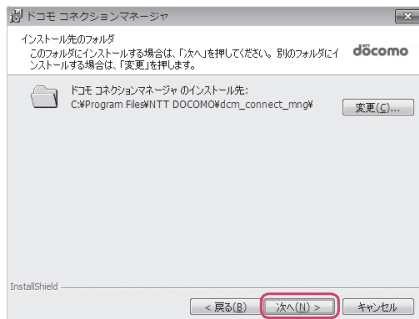 ドコモ コネクションマネージャ
インストール先のフォルダ
このフォルダにインストールする場合は、「次へ」を押してください。別のフォルダにイ
ンストールする場合は、「変更」を押します。
döcomo
ドコモ コネクションマネージャ のインストール先:
C:¥Program Files¥NTT DOCOMO¥dcm_connect_mng¥
変更(C)...
InstallShield
< 戻る(B)
次へ(N) >
キャンセル